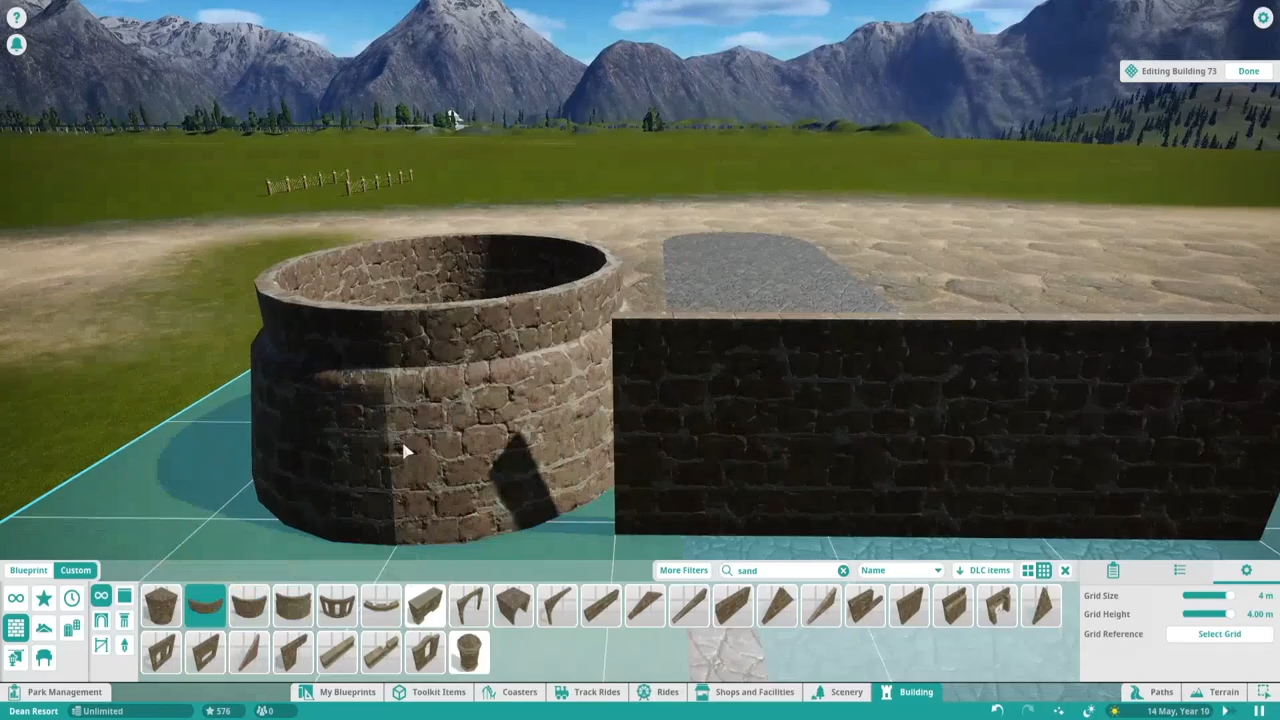 ?
Editing Building 73 Done
Blueprint Custom
More Filters sand Name DLC items
Grid Size 4 m
Grid Height 4.00 m
Grid Reference Select Grid
Park Management My Blueprints Toolkit Items Coasters Track Rides Rides Shops and Facilities Scenery Building Paths Terrain
Dean Resort Unlimited 576 0 14 May, Year 10